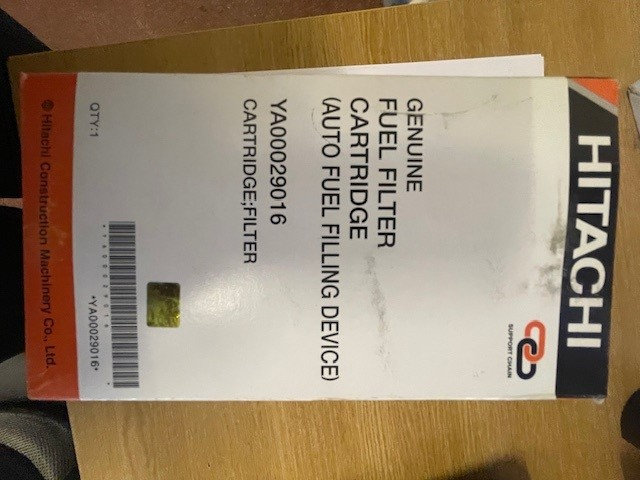 HITACHI
SUPPORT CHAIN
GENUINE
FUEL FILTER
CARTRIDGE
(AUTO FUEL FILLING DEVICE)
YA00029016
CARTRIDGE;FILTER
*YA00029016*
*YA00029016*
QTY:1
Hitachi Construction Machinery Co., Ltd.